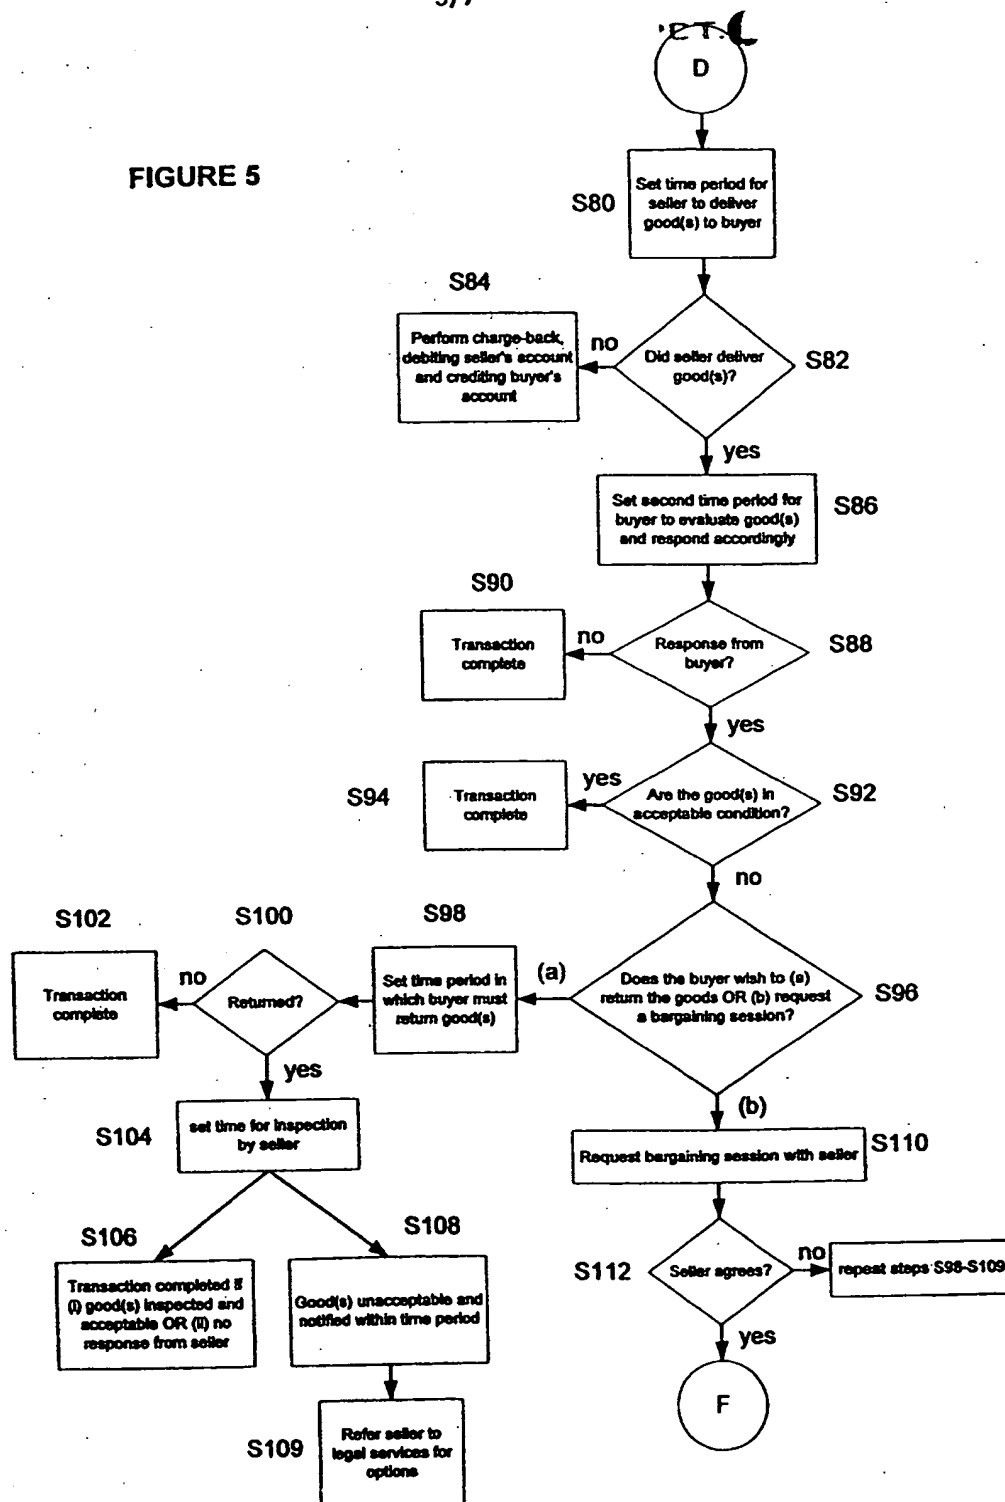 D
FIGURE 5
Set time period for
seller to deliver
good(s) to buyer
S80
S84
Perform charge-back,
debiting seller's account
and crediting buyer's
account
no
Did seller deliver
good(s)?
S82
yes
Set second time period for
buyer to evaluate good(s)
and respond accordingly
S86
S90
Transaction
complete
no
Response from
buyer?
S88
yes
S94
Transaction
complete
yes
Are the good(s) in
acceptable condition?
S92
no
S102
S100
S98
Transaction
complete
no
Returned?
Set time period in
which buyer must
return good(s)
(a)
Does the buyer wish to (a)
return the goods OR (b) request
a bargaining session?
S96
yes
(b)
S104
set time for inspection
by seller
Request bargaining session with seller
S110
S106
S108
Transaction completed if
(i) good(s) inspected and
acceptable OR (ii) no
response from seller
Good(s) unacceptable and
notified within time period
S112
Seller agrees?
no
repeat steps S98-S109
yes
F
S109
Refer seller to
legal services for
options